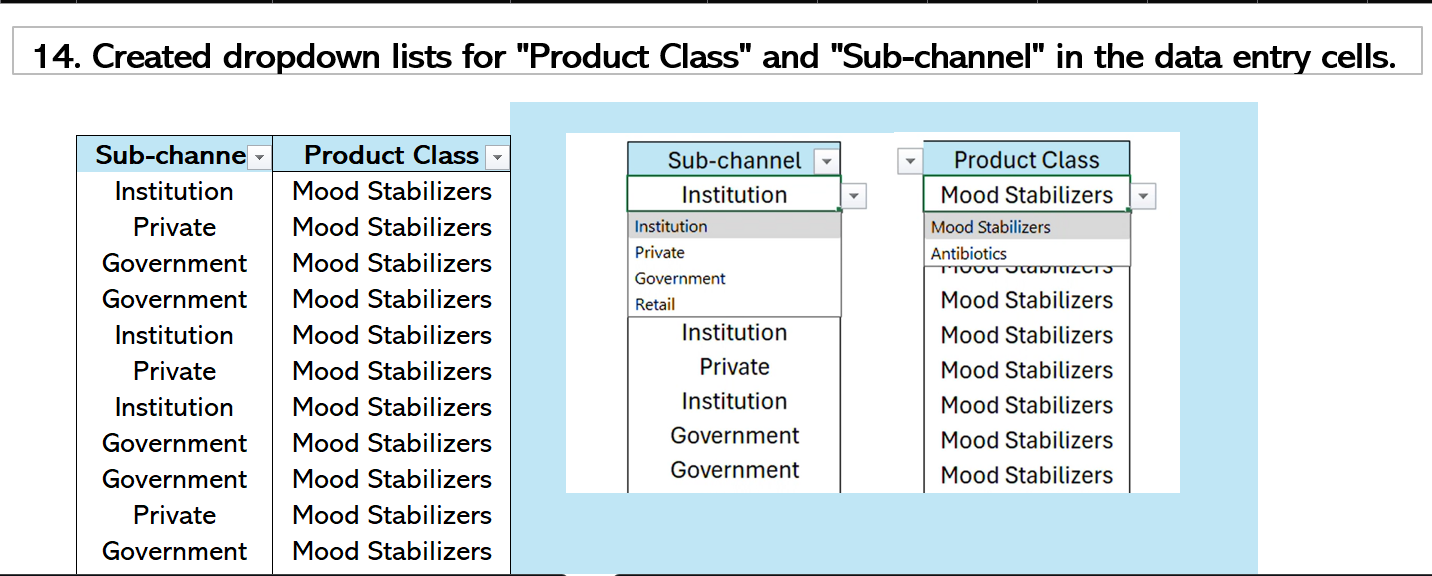 14. Created dropdown lists for "Product Class" and "Sub-channel" in the data entry cells.
Sub-channe Product Class
Institution Mood Stabilizers
Private Mood Stabilizers
Government Mood Stabilizers
Government Mood Stabilizers
Institution Mood Stabilizers
Private Mood Stabilizers
Institution Mood Stabilizers
Government Mood Stabilizers
Government Mood Stabilizers
Private Mood Stabilizers
Government Mood Stabilizers
Sub-channel
Institution
Institution
Private
Government
Retail
Institution
Private
Institution
Government
Government
Product Class
Mood Stabilizers
Mood Stabilizers
Antibiotics
Mood Stabilizers
Mood Stabilizers
Mood Stabilizers
Mood Stabilizers
Mood Stabilizers
Mood Stabilizers
Mood Stabilizers